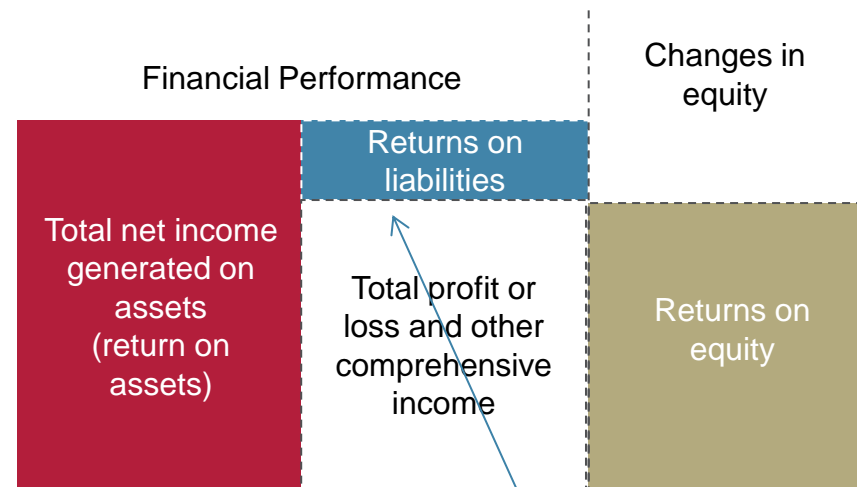 Financial Performance
Changes in
equity
Returns on
liabilities
Total net income
generated on
assets
(return on
assets)
Total profit or
loss and other
comprehensive
income
Returns on
equity